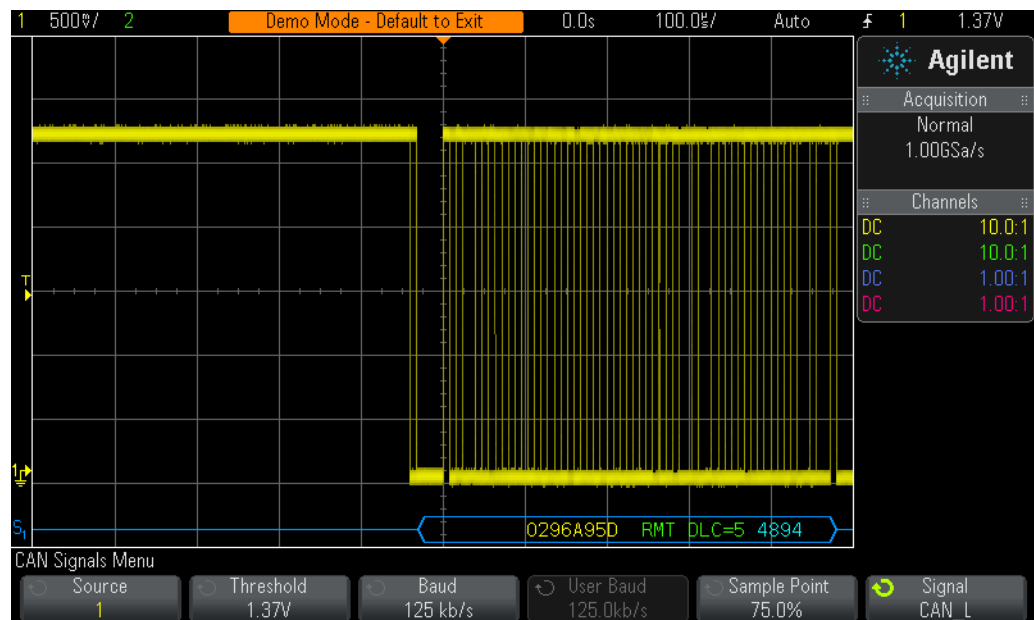 1 500mV/ 2 Demo Mode - Default to Exit 0.0s 100.0µs/ Auto 1 1.37V
Agilent
Acquisition
Normal
1.00GSa/s
Channels
DC 10.0:1
DC 10.0:1
DC 1.00:1
DC 1.00:1
T
1
S1
0296A95D RMT DLC=5 4894
CAN Signals Menu
Source Threshold Baud User Baud Sample Point Signal
1 1.37V 125 kb/s 125.0kb/s 75.0% CAN_L